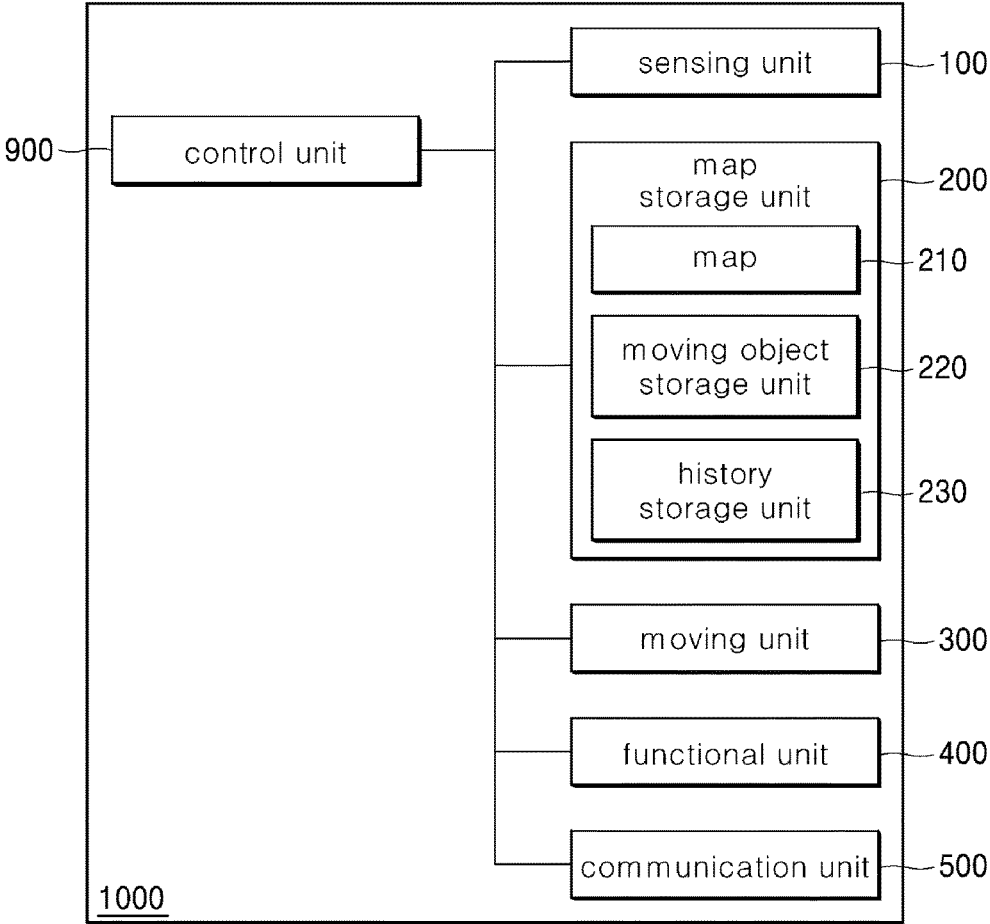 sensing unit
100
900
control unit
map
storage unit
200
map
210
moving object
storage unit
220
history
storage unit
230
moving unit
300
functional unit
400
communication unit
500
1000